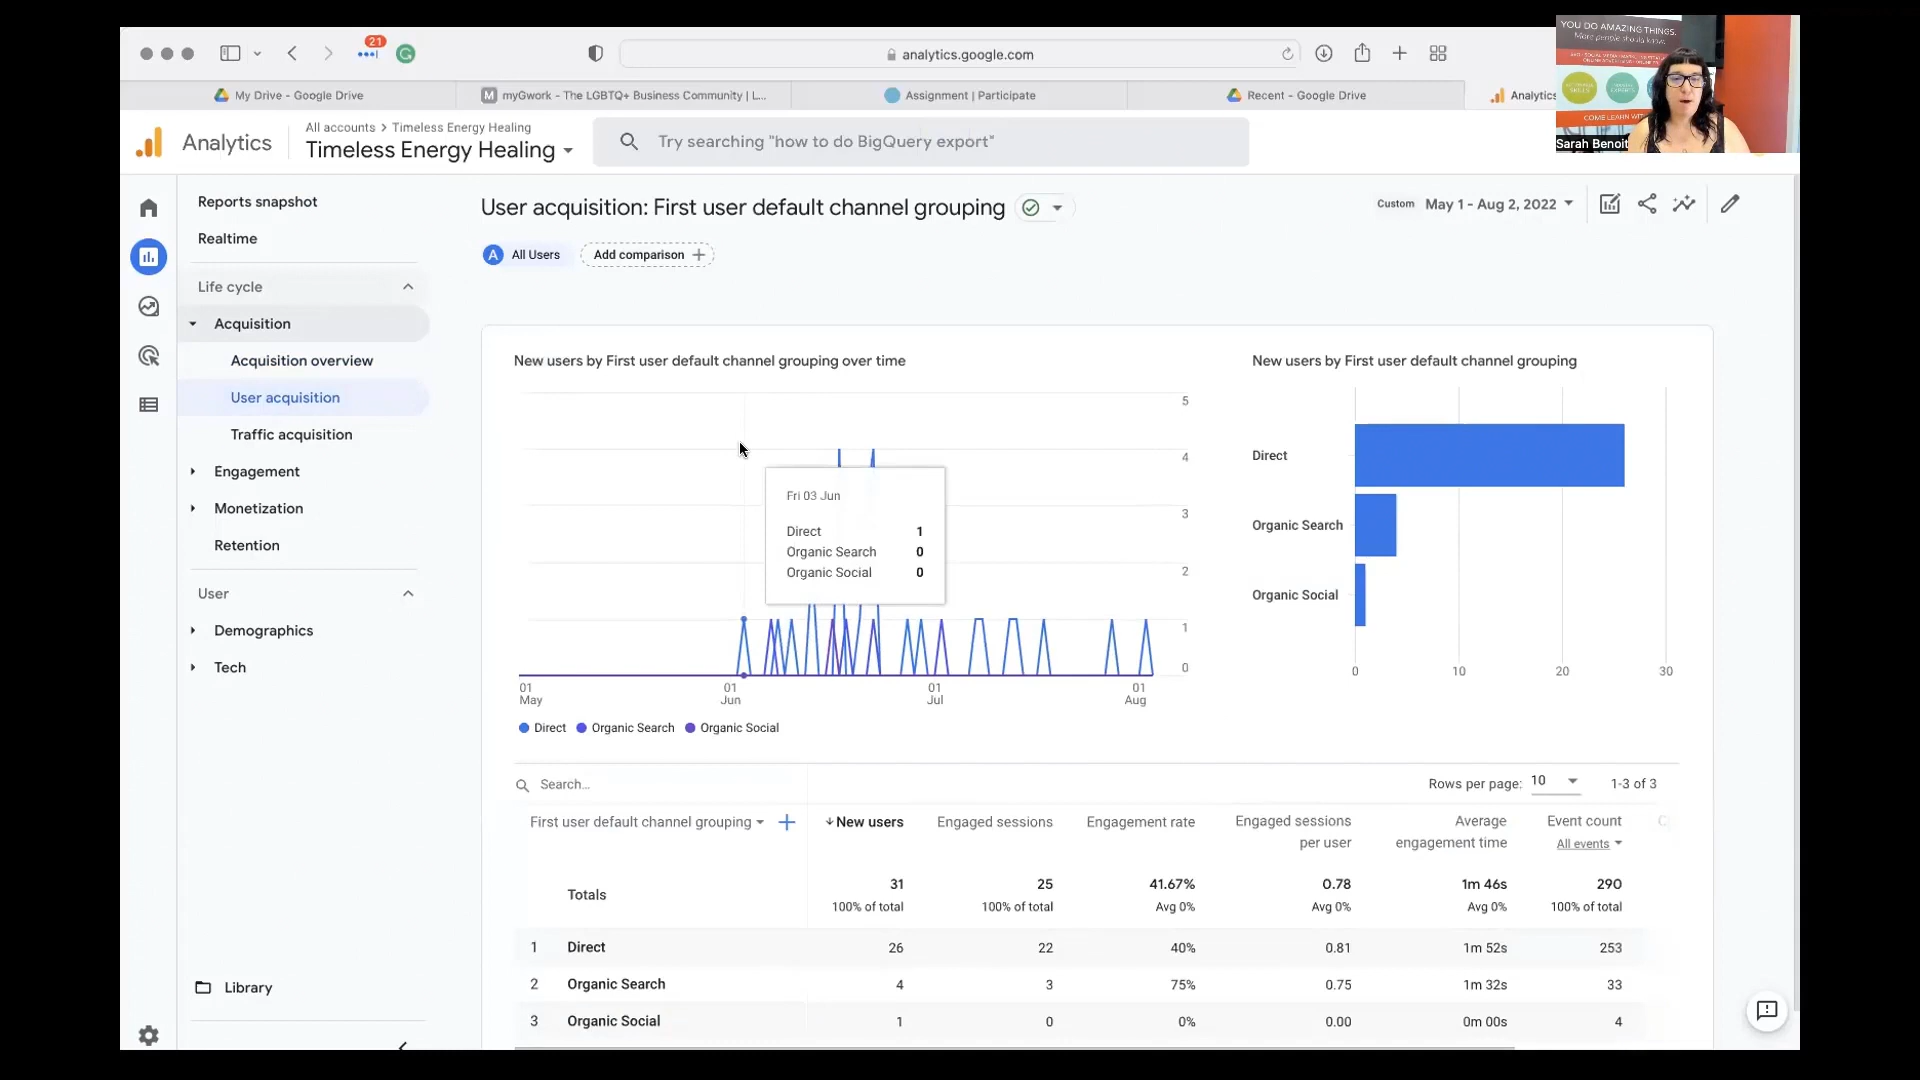 21
analytics.google.com
My Drive - Google Drive
myGwork - The LGBTQ+ Business Community | L...
Assignment | Participate
Recent - Google Drive
Analytics
YOU DO AMAZING THINGS.
More people should know.
COME LEARN WIT
Sarah Benoit
Analytics
All accounts > Timeless Energy Healing
Timeless Energy Healing
Try searching "how to do BigQuery export"
Reports snapshot
Realtime
Life cycle
Acquisition
Acquisition overview
User acquisition
Traffic acquisition
Engagement
Monetization
Retention
User
Demographics
Tech
Library
User acquisition: First user default channel grouping
Custom May 1 - Aug 2, 2022
A All Users
Add comparison
New users by First user default channel grouping over time
5
4
3
2
1
0
Fri 03 Jun
Direct 1
Organic Search 0
Organic Social 0
01 May
01 Jun
01 Jul
01 Aug
Direct Organic Search Organic Social
New users by First user default channel grouping
Direct
Organic Search
Organic Social
0 10 20 30
Search...
Rows per page: 10 1-3 of 3
First user default channel grouping New users Engaged sessions Engagement rate Engaged sessions per user Average engagement time Event count
All events
Totals 31 25 41.67% 0.78 1m 46s 290
100% of total 100% of total Avg 0% Avg 0% Avg 0% 100% of total
1 Direct 26 22 40% 0.81 1m 52s 253
2 Organic Search 4 3 75% 0.75 1m 32s 33
3 Organic Social 1 0 0% 0.00 0m 00s 4